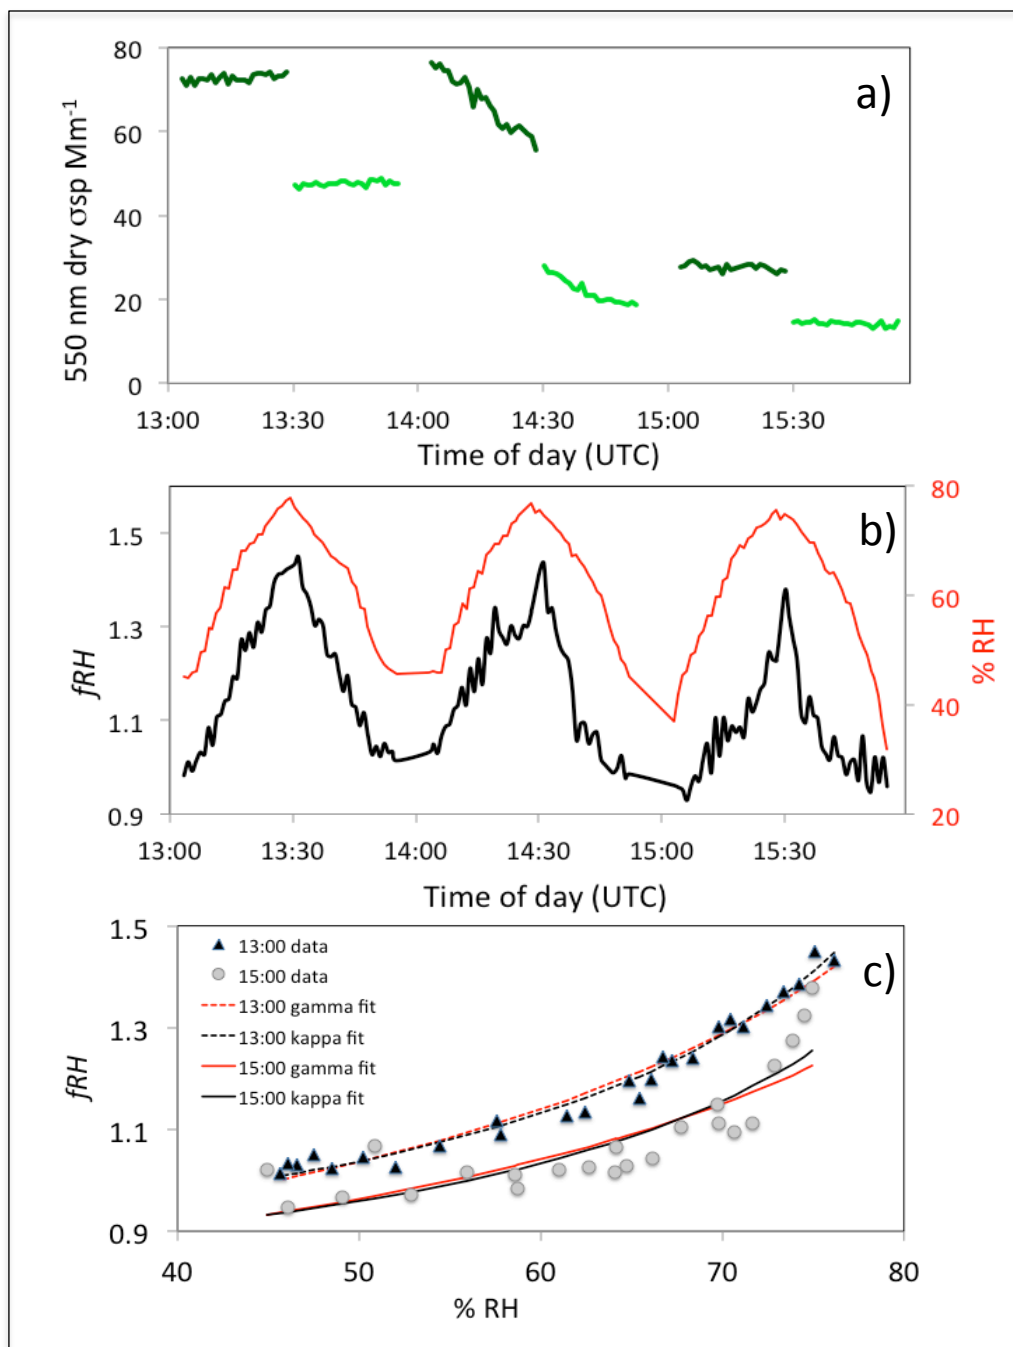 a)
80
60
40
20
0
550 nm dry σsp Mm-1
13:00 13:30 14:00 14:30 15:00 15:30
Time of day (UTC)
b)
1.5
1.3
1.1
0.9
fRH
80
60
40
20
% RH
13:00 13:30 14:00 14:30 15:00 15:30
Time of day (UTC)
c)
1.5
1.3
1.1
0.9
fRH
13:00 data
15:00 data
13:00 gamma fit
13:00 kappa fit
15:00 gamma fit
15:00 kappa fit
40 50 60 70 80
% RH